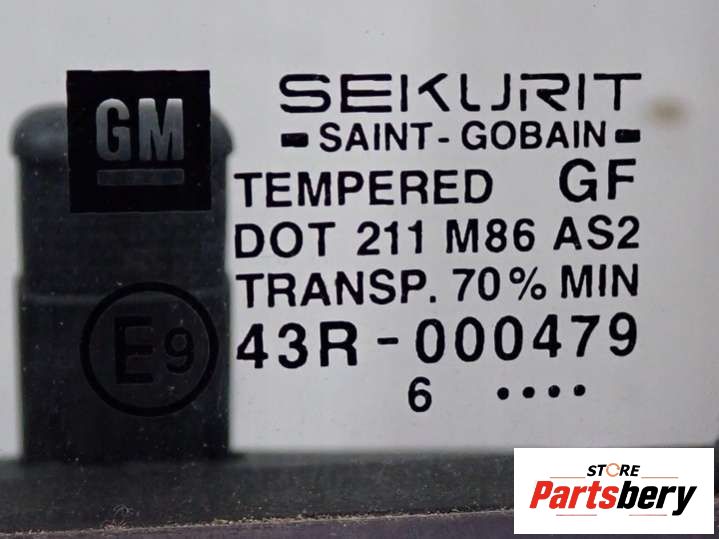 GM
SEKURIT
SAINT-GOBAIN
TEMPERED GF
DOT 211 M86 AS2
TRANSP. 70% MIN
E9 43R-000479
6 ....
STORE
Partsbery